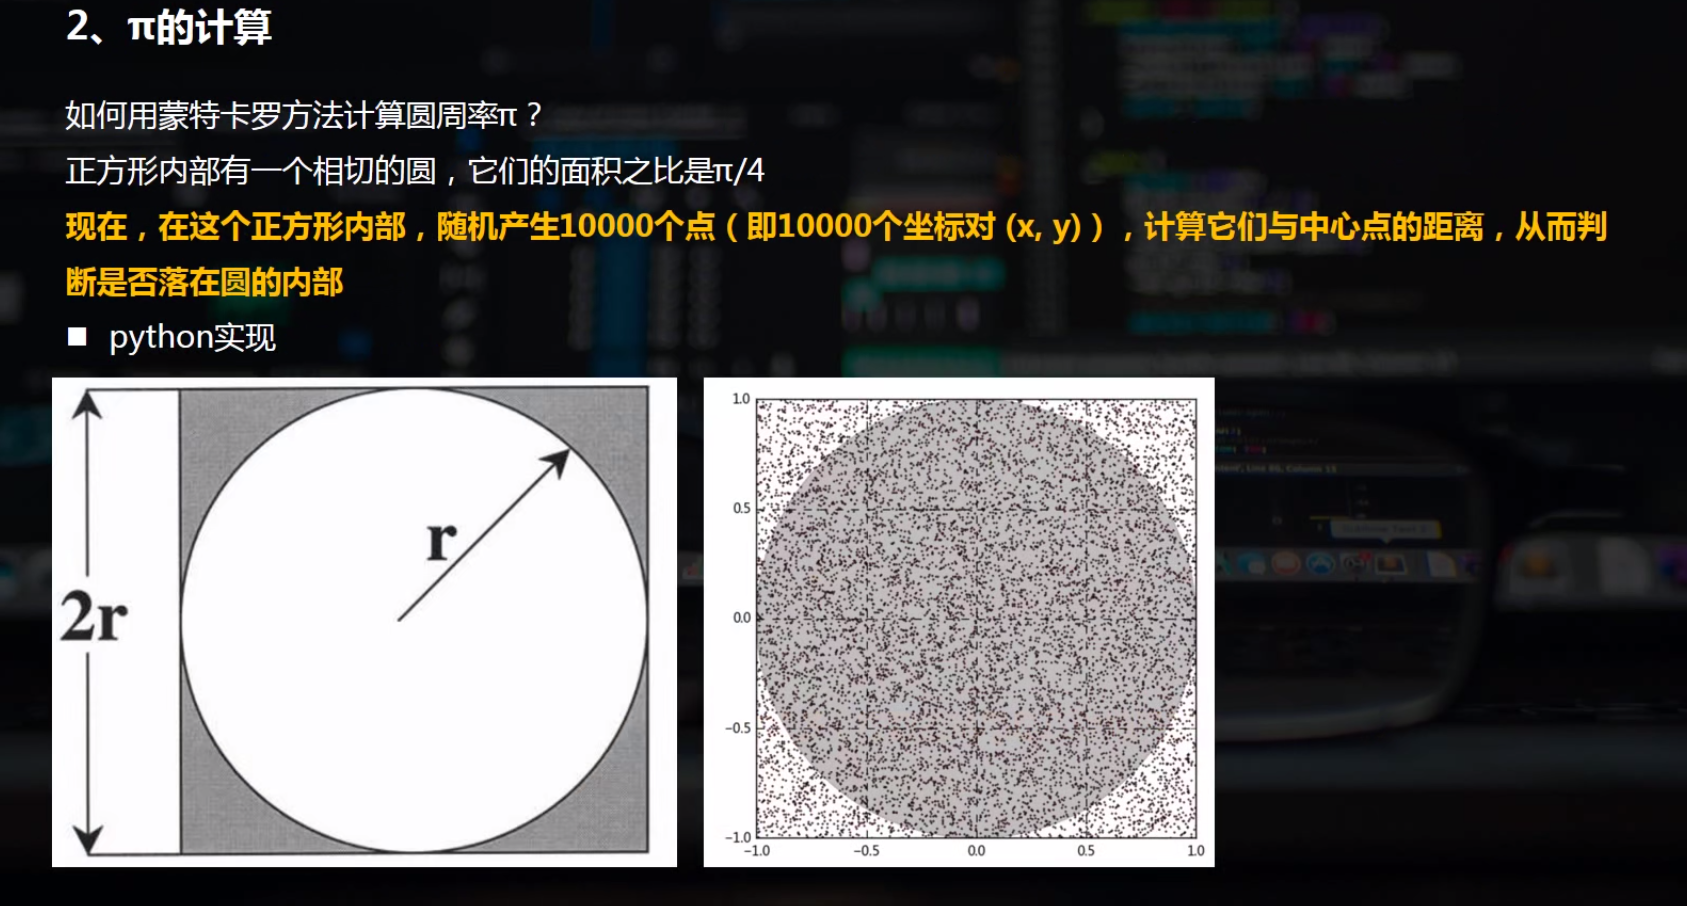 2、π的计算
如何用蒙特卡罗方法计算圆周率π？
正方形内部有一个相切的圆，它们的面积之比是π/4
现在，在这个正方形内部，随机产生10000个点（即10000个坐标对 (x, y)），计算它们与中心点的距离，从而判
断是否落在圆的内部
■ python实现
r
2r
1.0
0.5
0.0
−0.5
−1.0
−1.0 −0.5 0.0 0.5 1.0